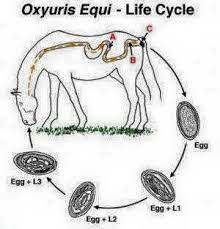 Oxyuris Equi - Life Cycle
A
C
B
Egg
Egg + L1
Egg + L2
Egg + L3